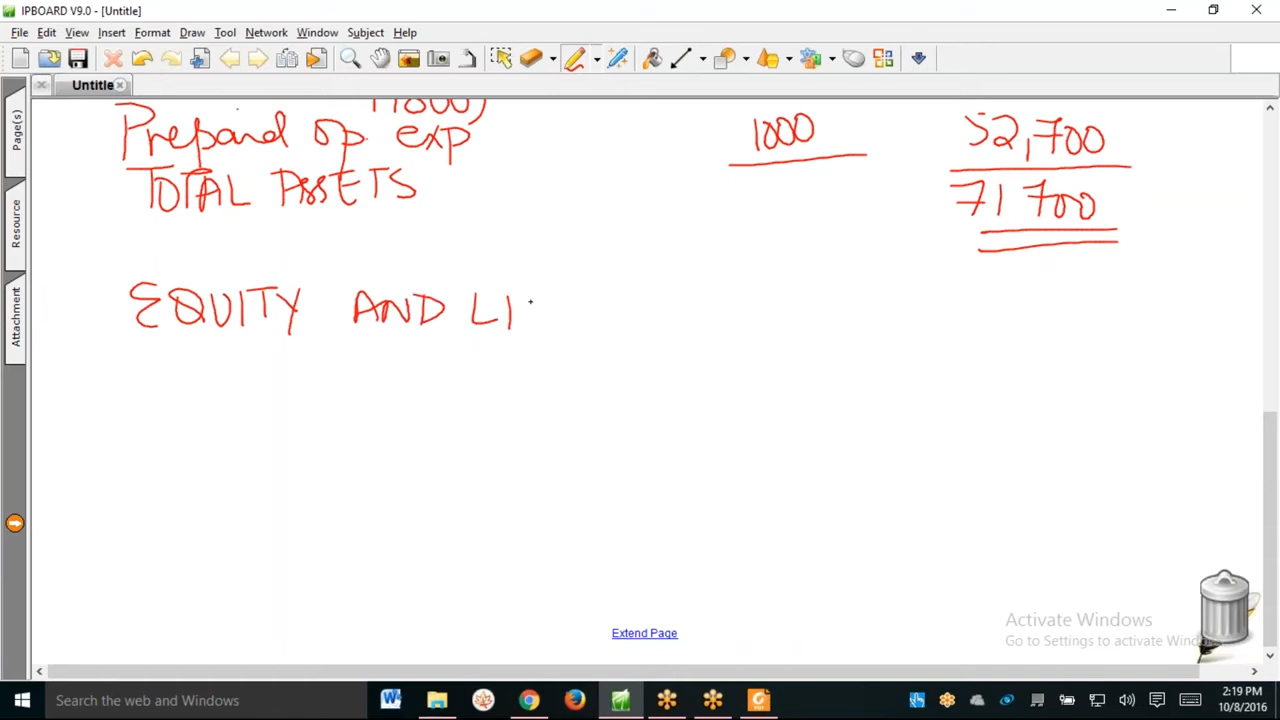 IPBOARD V9.0 - [Untitle]
File Edit View Insert Format Draw Tool Network Window Subject Help
Untitle
Page(s)
Resource
Attachment
(1800)
Prepaid op. exp 1000 52,700
TOTAL ASSETS 71 700
EQUITY AND LI
Extend Page
Activate Windows
Go to Settings to activate Wind
Search the web and Windows
2:19 PM
10/8/2016